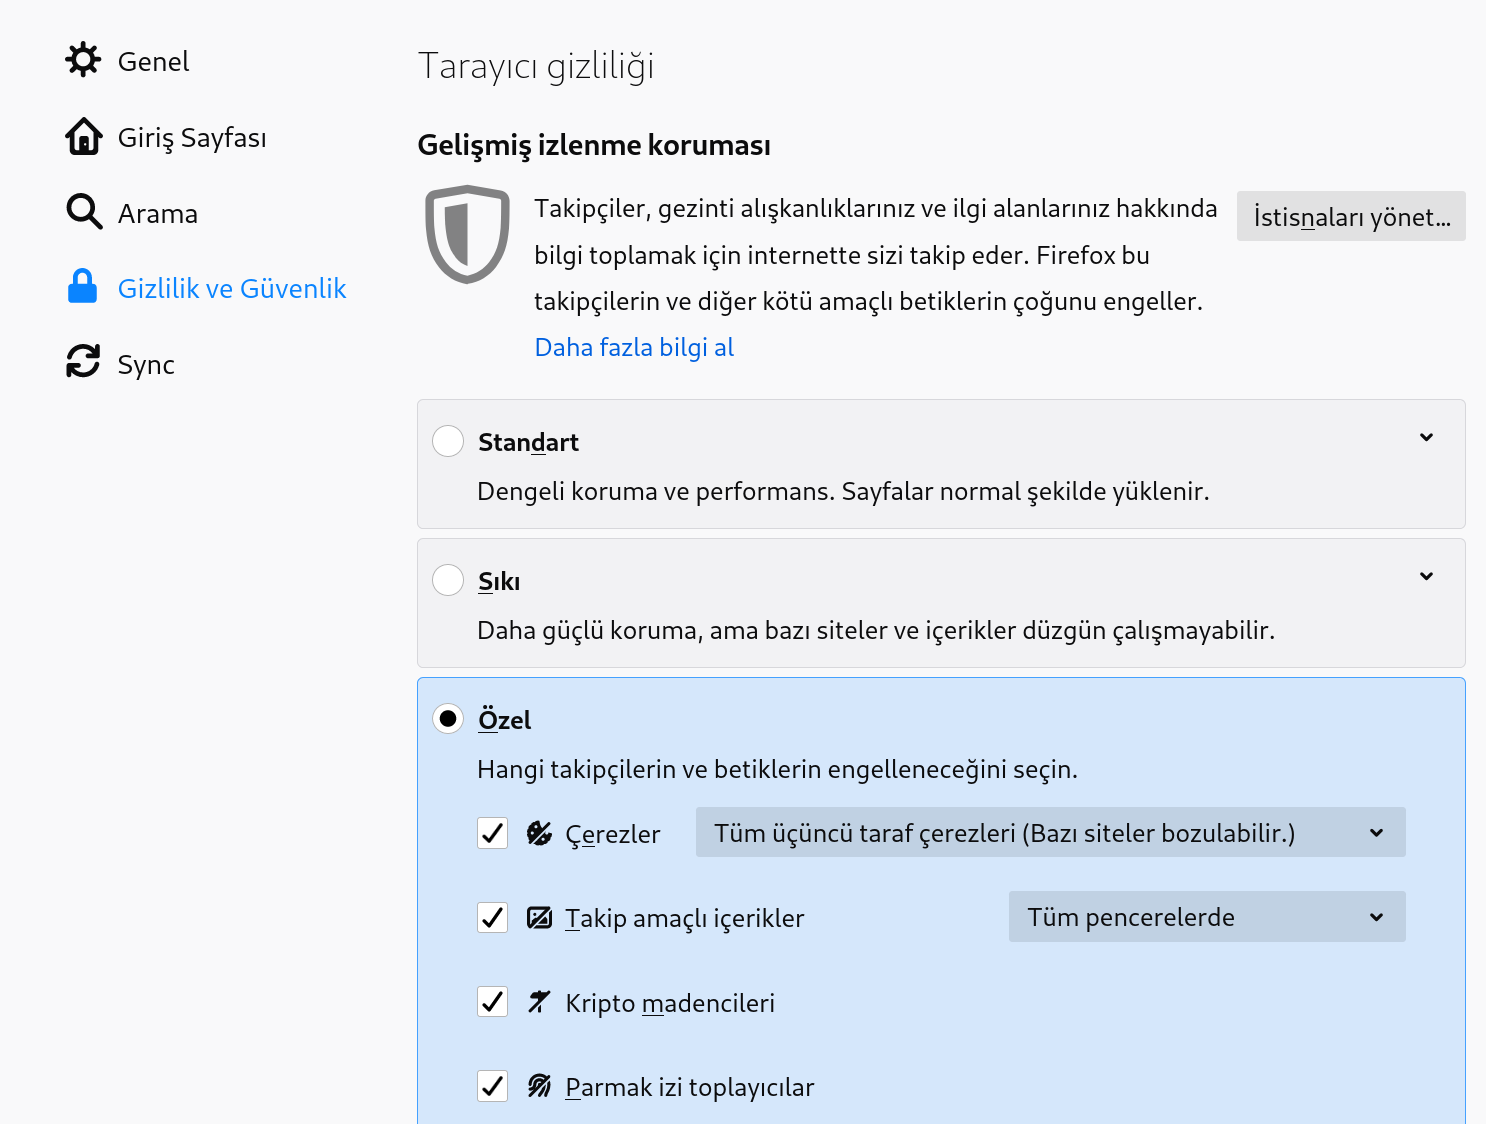 Genel
Giriş Sayfası
Arama
Gizlilik ve Güvenlik
Sync
Tarayıcı gizliliği
Gelişmiş izlenme koruması
Takipçiler, gezinti alışkanlıklarınız ve ilgi alanlarınız hakkında
bilgi toplamak için internette sizi takip eder. Firefox bu
takipçilerin ve diğer kötü amaçlı betiklerin çoğunu engeller.
Daha fazla bilgi al
İstisnaları yönet...
Standart
Dengeli koruma ve performans. Sayfalar normal şekilde yüklenir.
Sıkı
Daha güçlü koruma, ama bazı siteler ve içerikler düzgün çalışmayabilir.
Özel
Hangi takipçilerin ve betiklerin engelleneceğini seçin.
Çerezler Tüm üçüncü taraf çerezleri (Bazı siteler bozulabilir.)
Takip amaçlı içerikler Tüm pencerelerde
Kripto madencileri
Parmak izi toplayıcılar